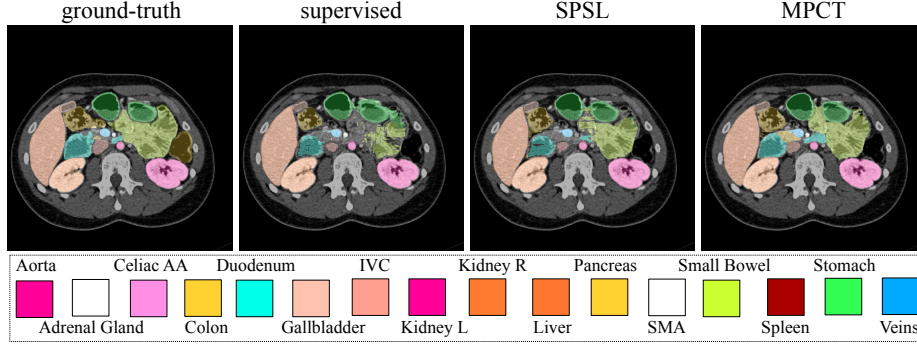 ground-truth supervised SPSL MPCT
Aorta Celiac AA Duodenum IVC Kidney R Pancreas Small Bowel Stomach
Adrenal Gland Colon Gallbladder Kidney L Liver SMA Spleen Veins